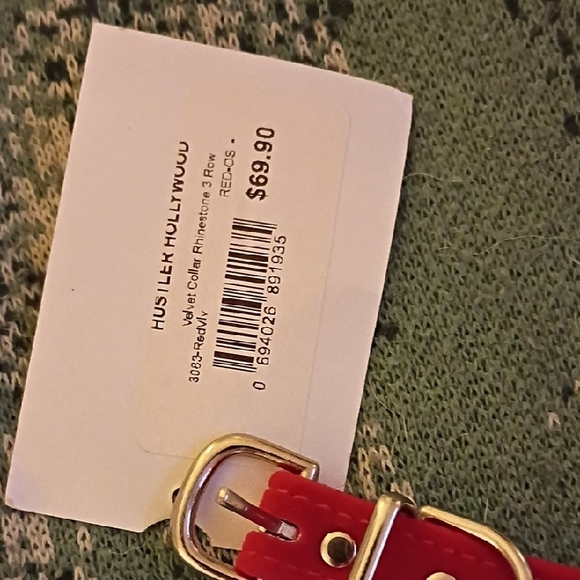 HUSTLER HOLLYWOOD
Velvet Collar Rhinestone 3 Row
3083-RedVlv
RED-OS -
$69.90
0 694026 891935